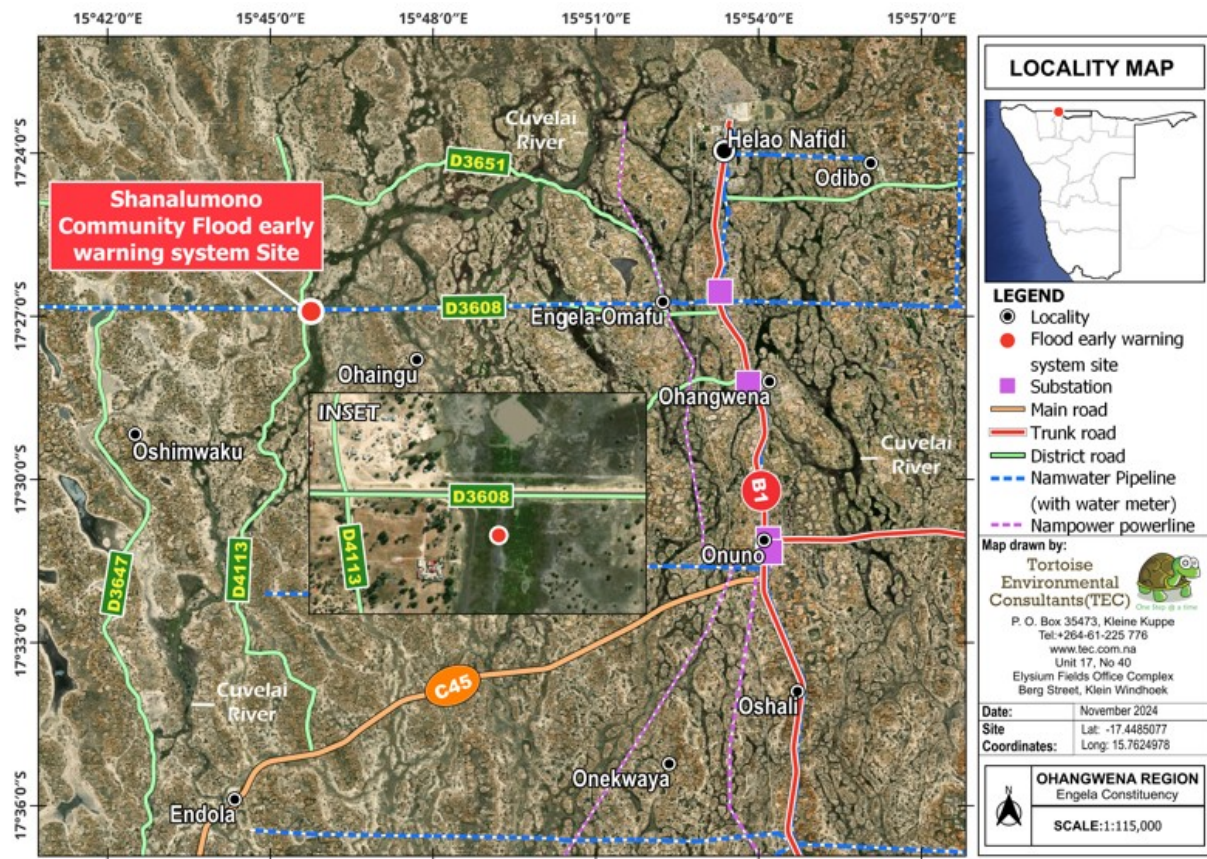 15°42'0"E
15°45'0"E
15°48'0"E
15°51'0"E
15°54'0"E
15°57'0"E
17°24'0"S
17°27'0"S
17°30'0"S
17°33'0"S
17°36'0"S
Cuvelai
River
Helao Nafidi
Odibo
D3651
Shanalumono
Community Flood early
warning system Site
D3608
Engela-Omafu
Ohaingu
Ohangwena
Oshimwaku
INSET
D3608
D4113
Cuvelai
River
B1
Onuno
D3647
D4113
C45
Cuvelai
River
Oshali
Onekwaya
Endola
LOCALITY MAP
LEGEND
Locality
Flood early warning
system site
Substation
Main road
Trunk road
District road
Namwater Pipeline
(with water meter)
Nampower powerline
Map drawn by:
Tortoise
Environmental
Consultants(TEC)
One Step @ a time
P. O. Box 35473, Kleine Kuppe
Tel:+264-61-225 776
www.tec.com.na
Unit 17, No 40
Elysium Fields Office Complex
Berg Street, Klein Windhoek
Date: November 2024
Site Lat: -17.4485077
Coordinates: Long: 15.7624978
N
OHANGWENA REGION
Engela Constituency
SCALE:1:115,000